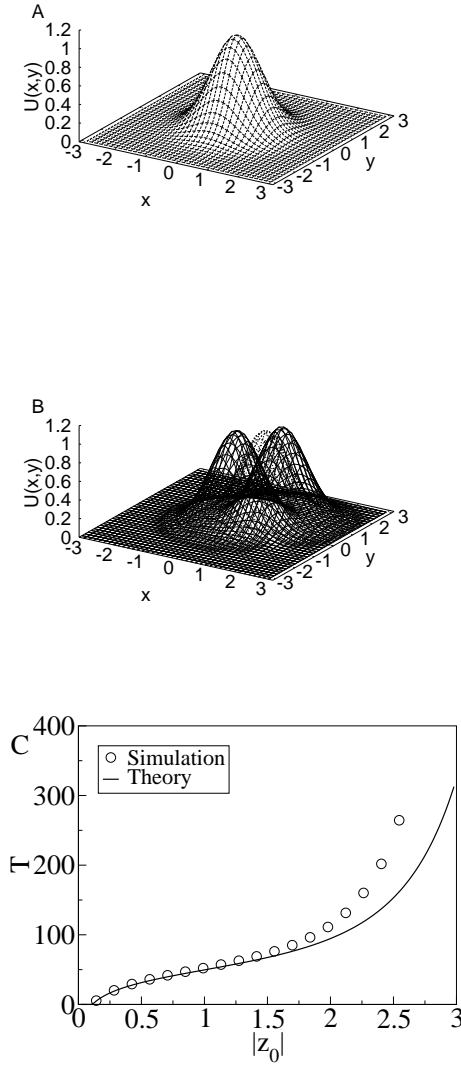 A
1.2
1
0.8
0.6
0.4
0.2
0
U(x,y)
-3 -2 -1 0 1 2 3
x
-3 -2 -1 0 1 2 3
y
B
1.2
1
0.8
0.6
0.4
0.2
0
U(x,y)
-3 -2 -1 0 1 2 3
x
-3 -2 -1 0 1 2 3
y
C
400
300
200
100
0
T
Simulation
Theory
0 0.5 1 1.5 2 2.5 3
|z0|